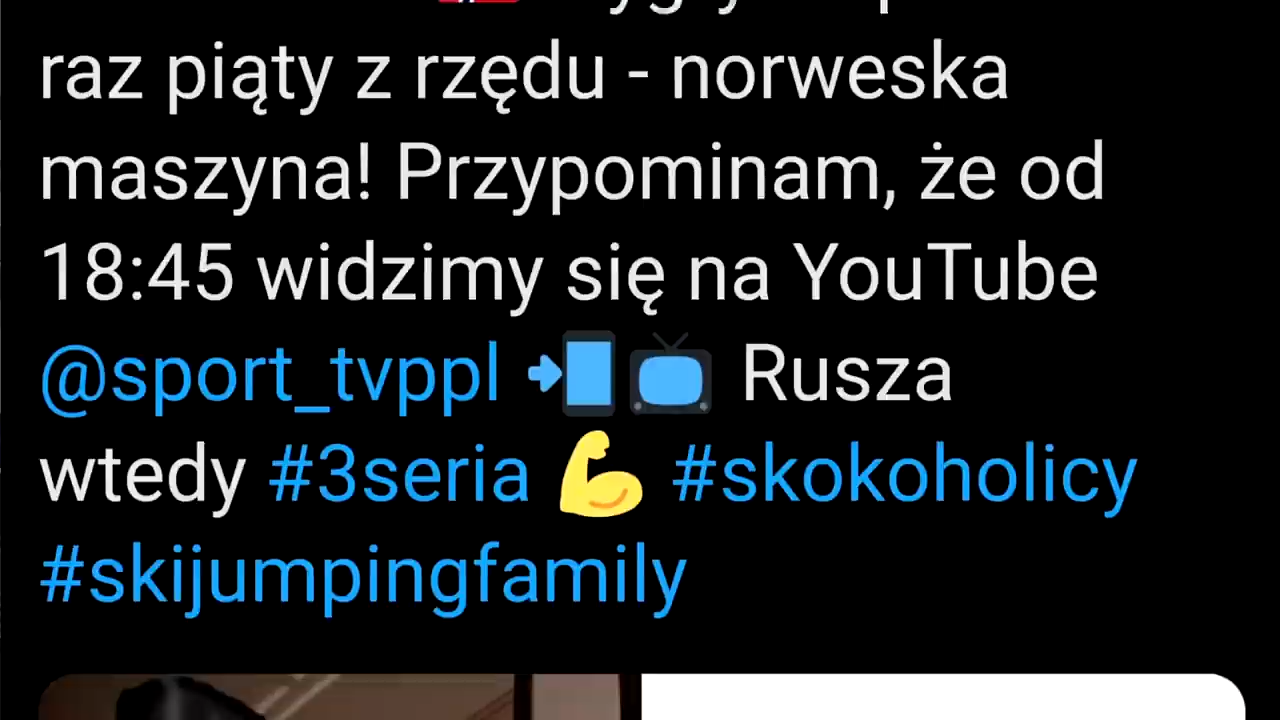 raz piąty z rzędu - norweska
maszyna! Przypominam, że od
18:45 widzimy się na YouTube
@sport_tvppl 📲📺 Rusza
wtedy #3seria 💪 #skokoholicy
#skijumpingfamily